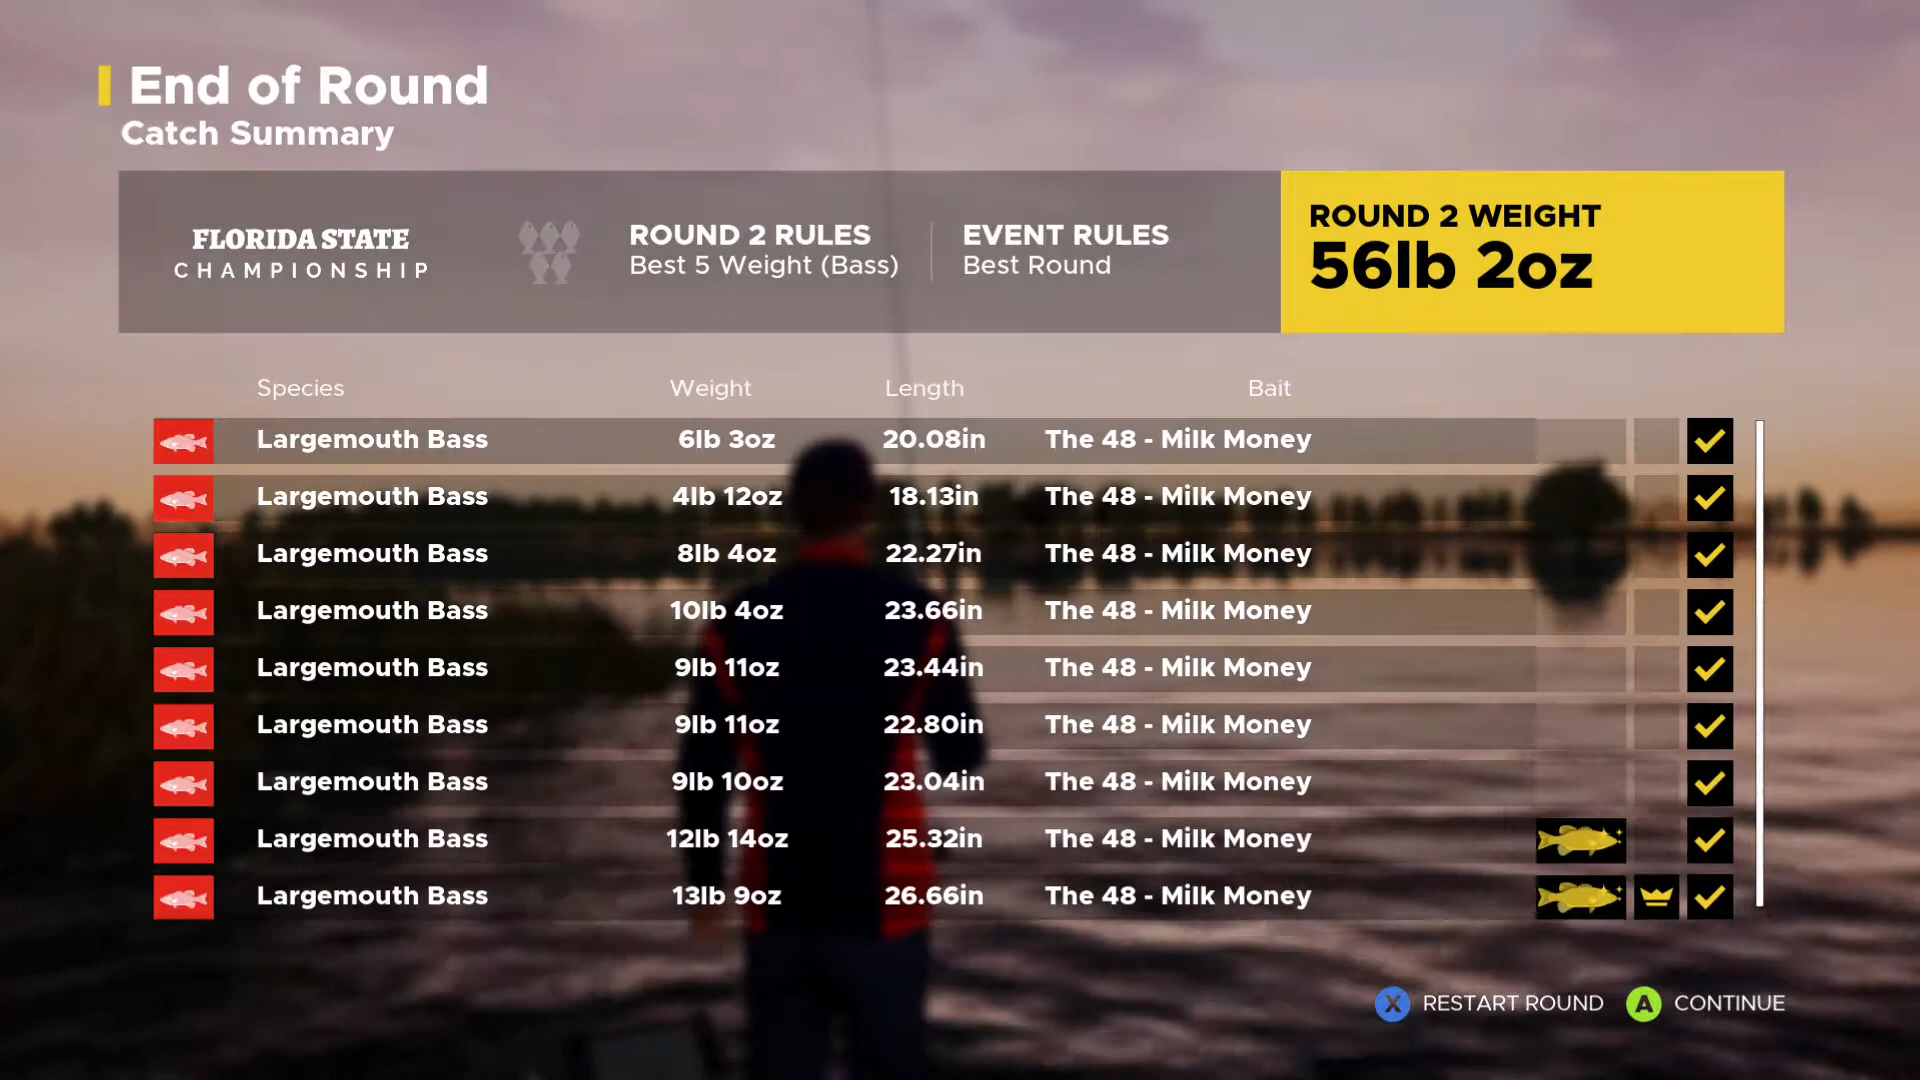 End of Round
Catch Summary
FLORIDA STATE
CHAMPIONSHIP
ROUND 2 RULES
Best 5 Weight (Bass)
EVENT RULES
Best Round
ROUND 2 WEIGHT
56lb 2oz
Species Weight Length Bait
Largemouth Bass 6lb 3oz 20.08in The 48 - Milk Money
Largemouth Bass 4lb 12oz 18.13in The 48 - Milk Money
Largemouth Bass 8lb 4oz 22.27in The 48 - Milk Money
Largemouth Bass 10lb 4oz 23.66in The 48 - Milk Money
Largemouth Bass 9lb 11oz 23.44in The 48 - Milk Money
Largemouth Bass 9lb 11oz 22.80in The 48 - Milk Money
Largemouth Bass 9lb 10oz 23.04in The 48 - Milk Money
Largemouth Bass 12lb 14oz 25.32in The 48 - Milk Money
Largemouth Bass 13lb 9oz 26.66in The 48 - Milk Money
X RESTART ROUND A CONTINUE